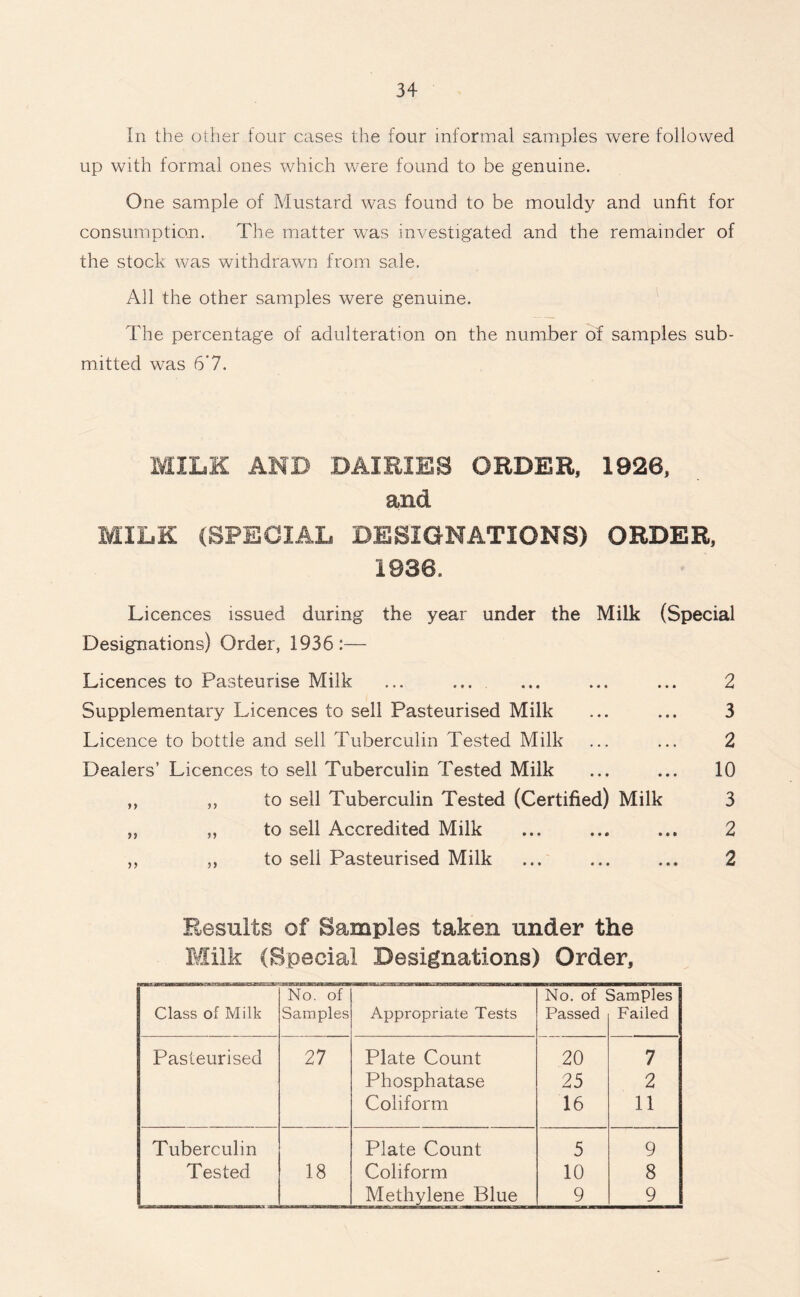 34
In the other four cases the four informal samples were followed
up with formal ones which were found to be genuine.
One sample of Mustard was found to be mouldy and unfit for
consumption. The matter was investigated and the remainder of
the stock was withdrawn from sale.
All the other samples were genuine.
The percentage of adulteration on the number of samples sub-
mitted was 6·7.
MILK AND DAIRIES ORDER, 1926,
and
MILK (SPECIAL DESIGNATIONS) ORDER,
1936.
Licences issued during the year under the Milk (Special
Designations) Order, 1936 :—
Licences to Pasteurise Milk ... ... ... ... ... 2
Supplementary Licences to sell Pasteurised Milk ... ... 3
Licence to bottle and sell Tuberculin Tested Milk ... ... 2
Dealers' Licences to sell Tuberculin Tested Milk ... ... 10
,, ,, to sell Tuberculin Tested (Certified) Milk 3
,, ,, to sell Accredited Milk ... ... ... 2
,, ,, to sell Pasteurised Milk ... ... ... 2
Results of Samples taken under the
Milk (Special Designations) Order,
Class of Milk | No. of Samples | Appropriate Tests | No. of Samples Passed | Failed
Pasteurised 27 Plate Count 20 7
Phosphatase 25 2
Coliform 16 11
Tuberculin Plate Count 5 9
Tested 18 Coliform 10 8
Methylene Blue 9 9